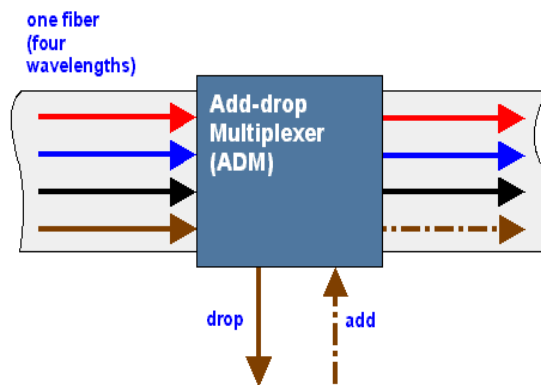 one fiber
(four
wavelengths)
Add-drop
Multiplexer
(ADM)
drop
add